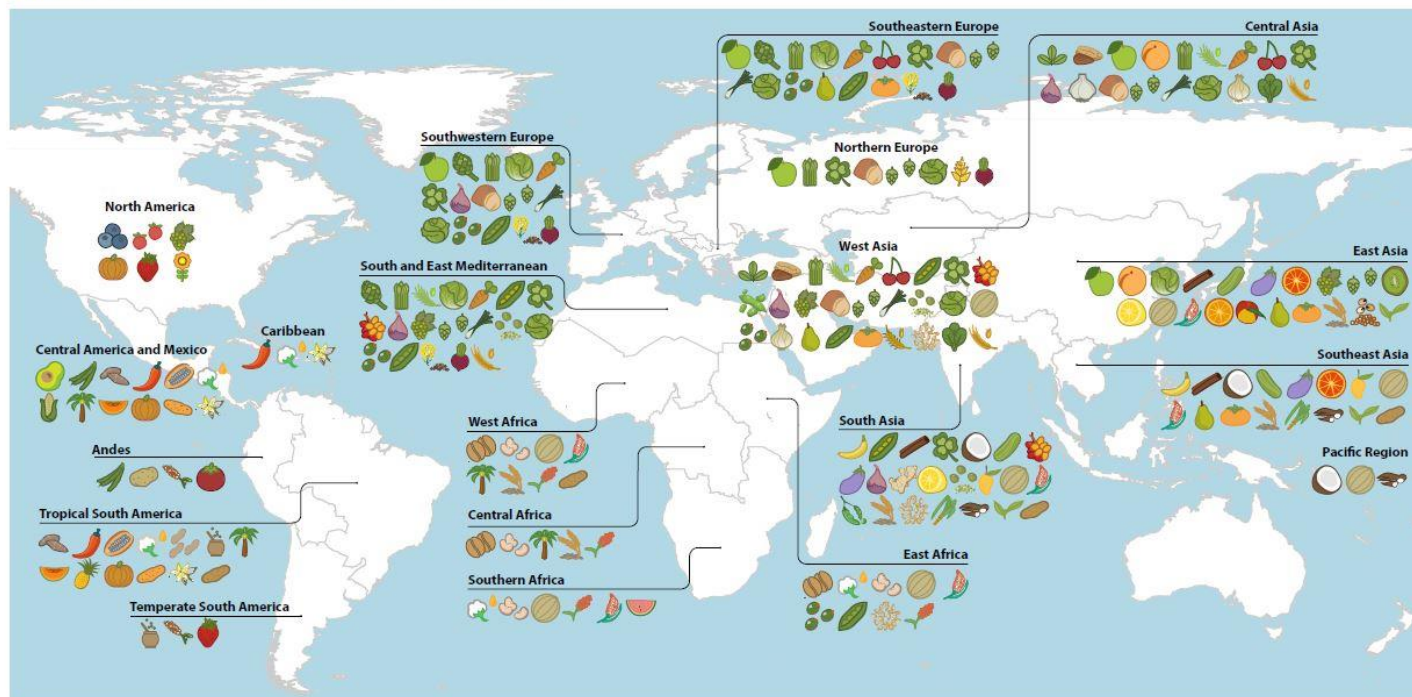 Southeastern Europe
Central Asia
Southwestern Europe
Northern Europe
North America
West Asia
East Asia
South and East Mediterranean
Caribbean
Central America and Mexico
Southeast Asia
West Africa
South Asia
Andes
Pacific Region
Tropical South America
Central Africa
East Africa
Southern Africa
Temperate South America